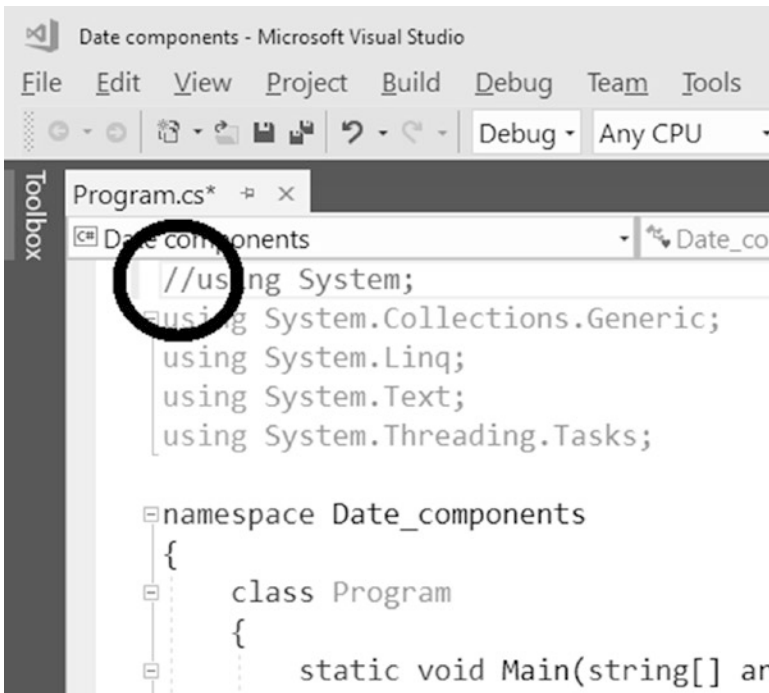 Date components - Microsoft Visual Studio
File Edit View Project Build Debug Team Tools
Debug Any CPU
Toolbox
Program.cs*
C# Date components Date_co
//using System;
using System.Collections.Generic;
using System.Linq;
using System.Text;
using System.Threading.Tasks;
namespace Date_components
{
class Program
{
static void Main(string[] ar